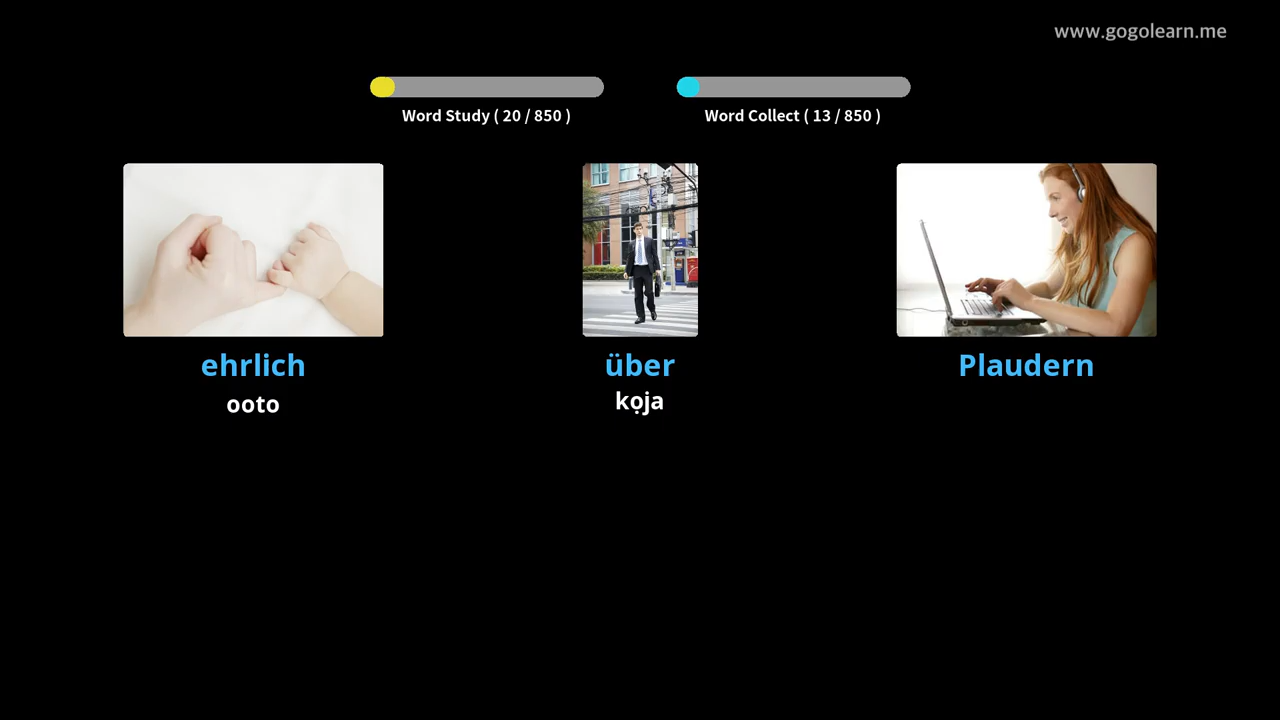 www.gogolearn.me
Word Study ( 20 / 850 )
Word Collect ( 13 / 850 )
ehrlich
ooto
über
kọja
Plaudern